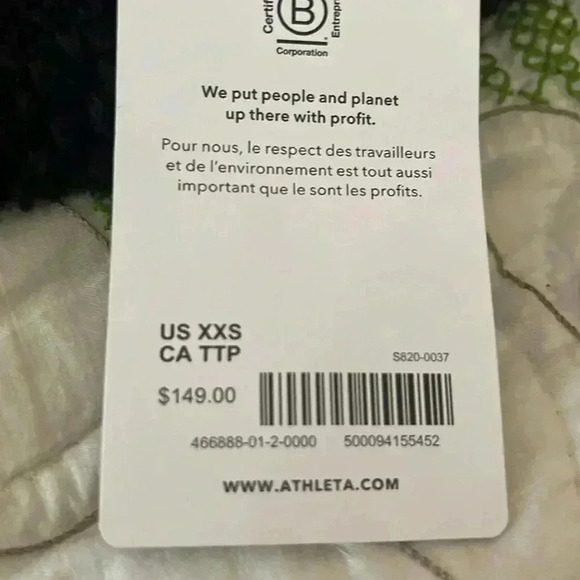 Certif
B
Entrepr
Corporation
We put people and planet
up there with profit.
Pour nous, le respect des travailleurs
et de l'environnement est tout aussi
important que le sont les profits.
US XXS
CA TTP
S820-0037
$149.00
466888-01-2-0000 500094155452
WWW.ATHLETA.COM